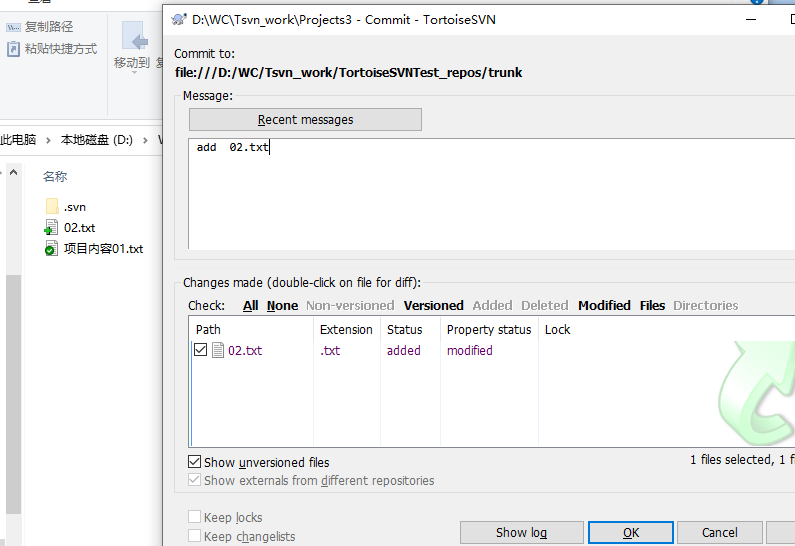 复制路径
粘贴快捷方式
移动到
D:\WC\Tsvn_work\Projects3 - Commit - TortoiseSVN
Commit to:
file:///D:/WC/Tsvn_work/TortoiseSVNTest_repos/trunk
Message:
Recent messages
add  02.txt
此电脑 > 本地磁盘 (D:) >
名称
.svn
02.txt
项目内容01.txt
Changes made (double-click on file for diff):
Check: All None Non-versioned Versioned Added Deleted Modified Files Directories
Path Extension Status Property status Lock
02.txt .txt added modified
Show unversioned files
1 files selected, 1
Show externals from different repositories
Keep locks
Keep changelists
Show log OK Cancel